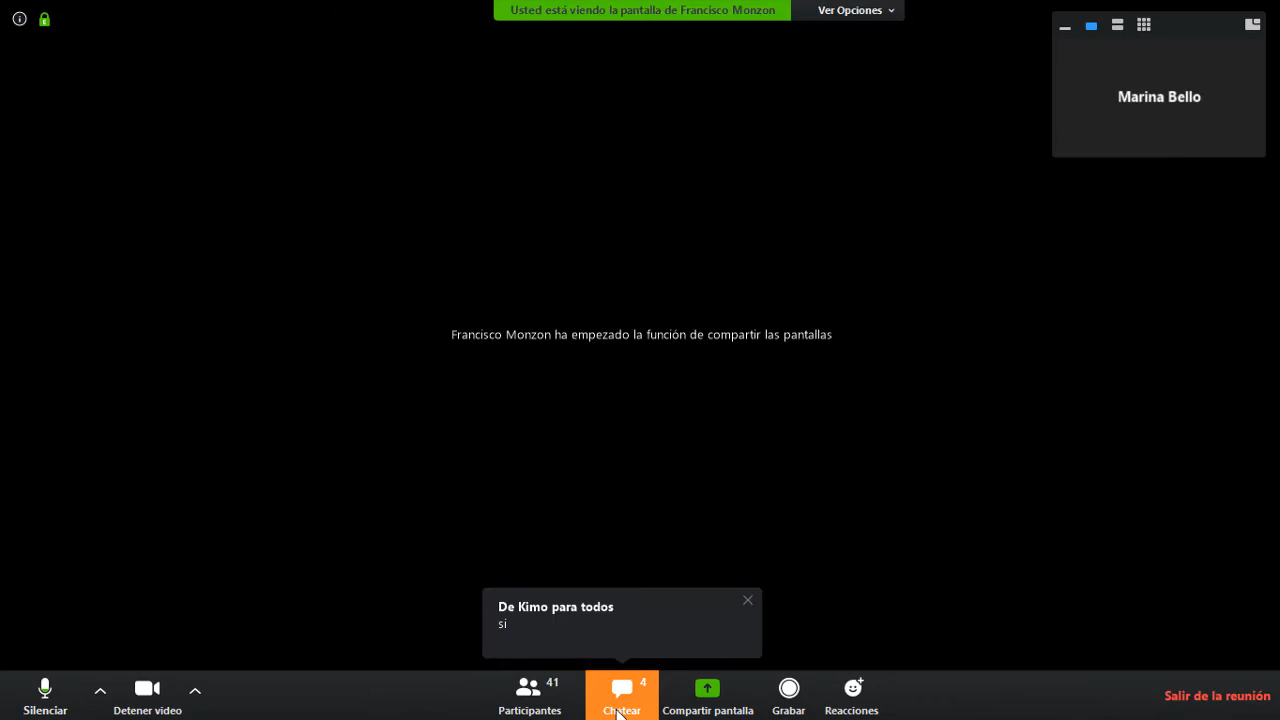 Usted está viendo la pantalla de Francisco Monzon
Ver Opciones
Marina Bello
Francisco Monzon ha empezado la función de compartir las pantallas
De Kimo para todos
si
41
4
Silenciar
Detener video
Participantes
Chatear
Compartir pantalla
Grabar
Reacciones
Salir de la reunión